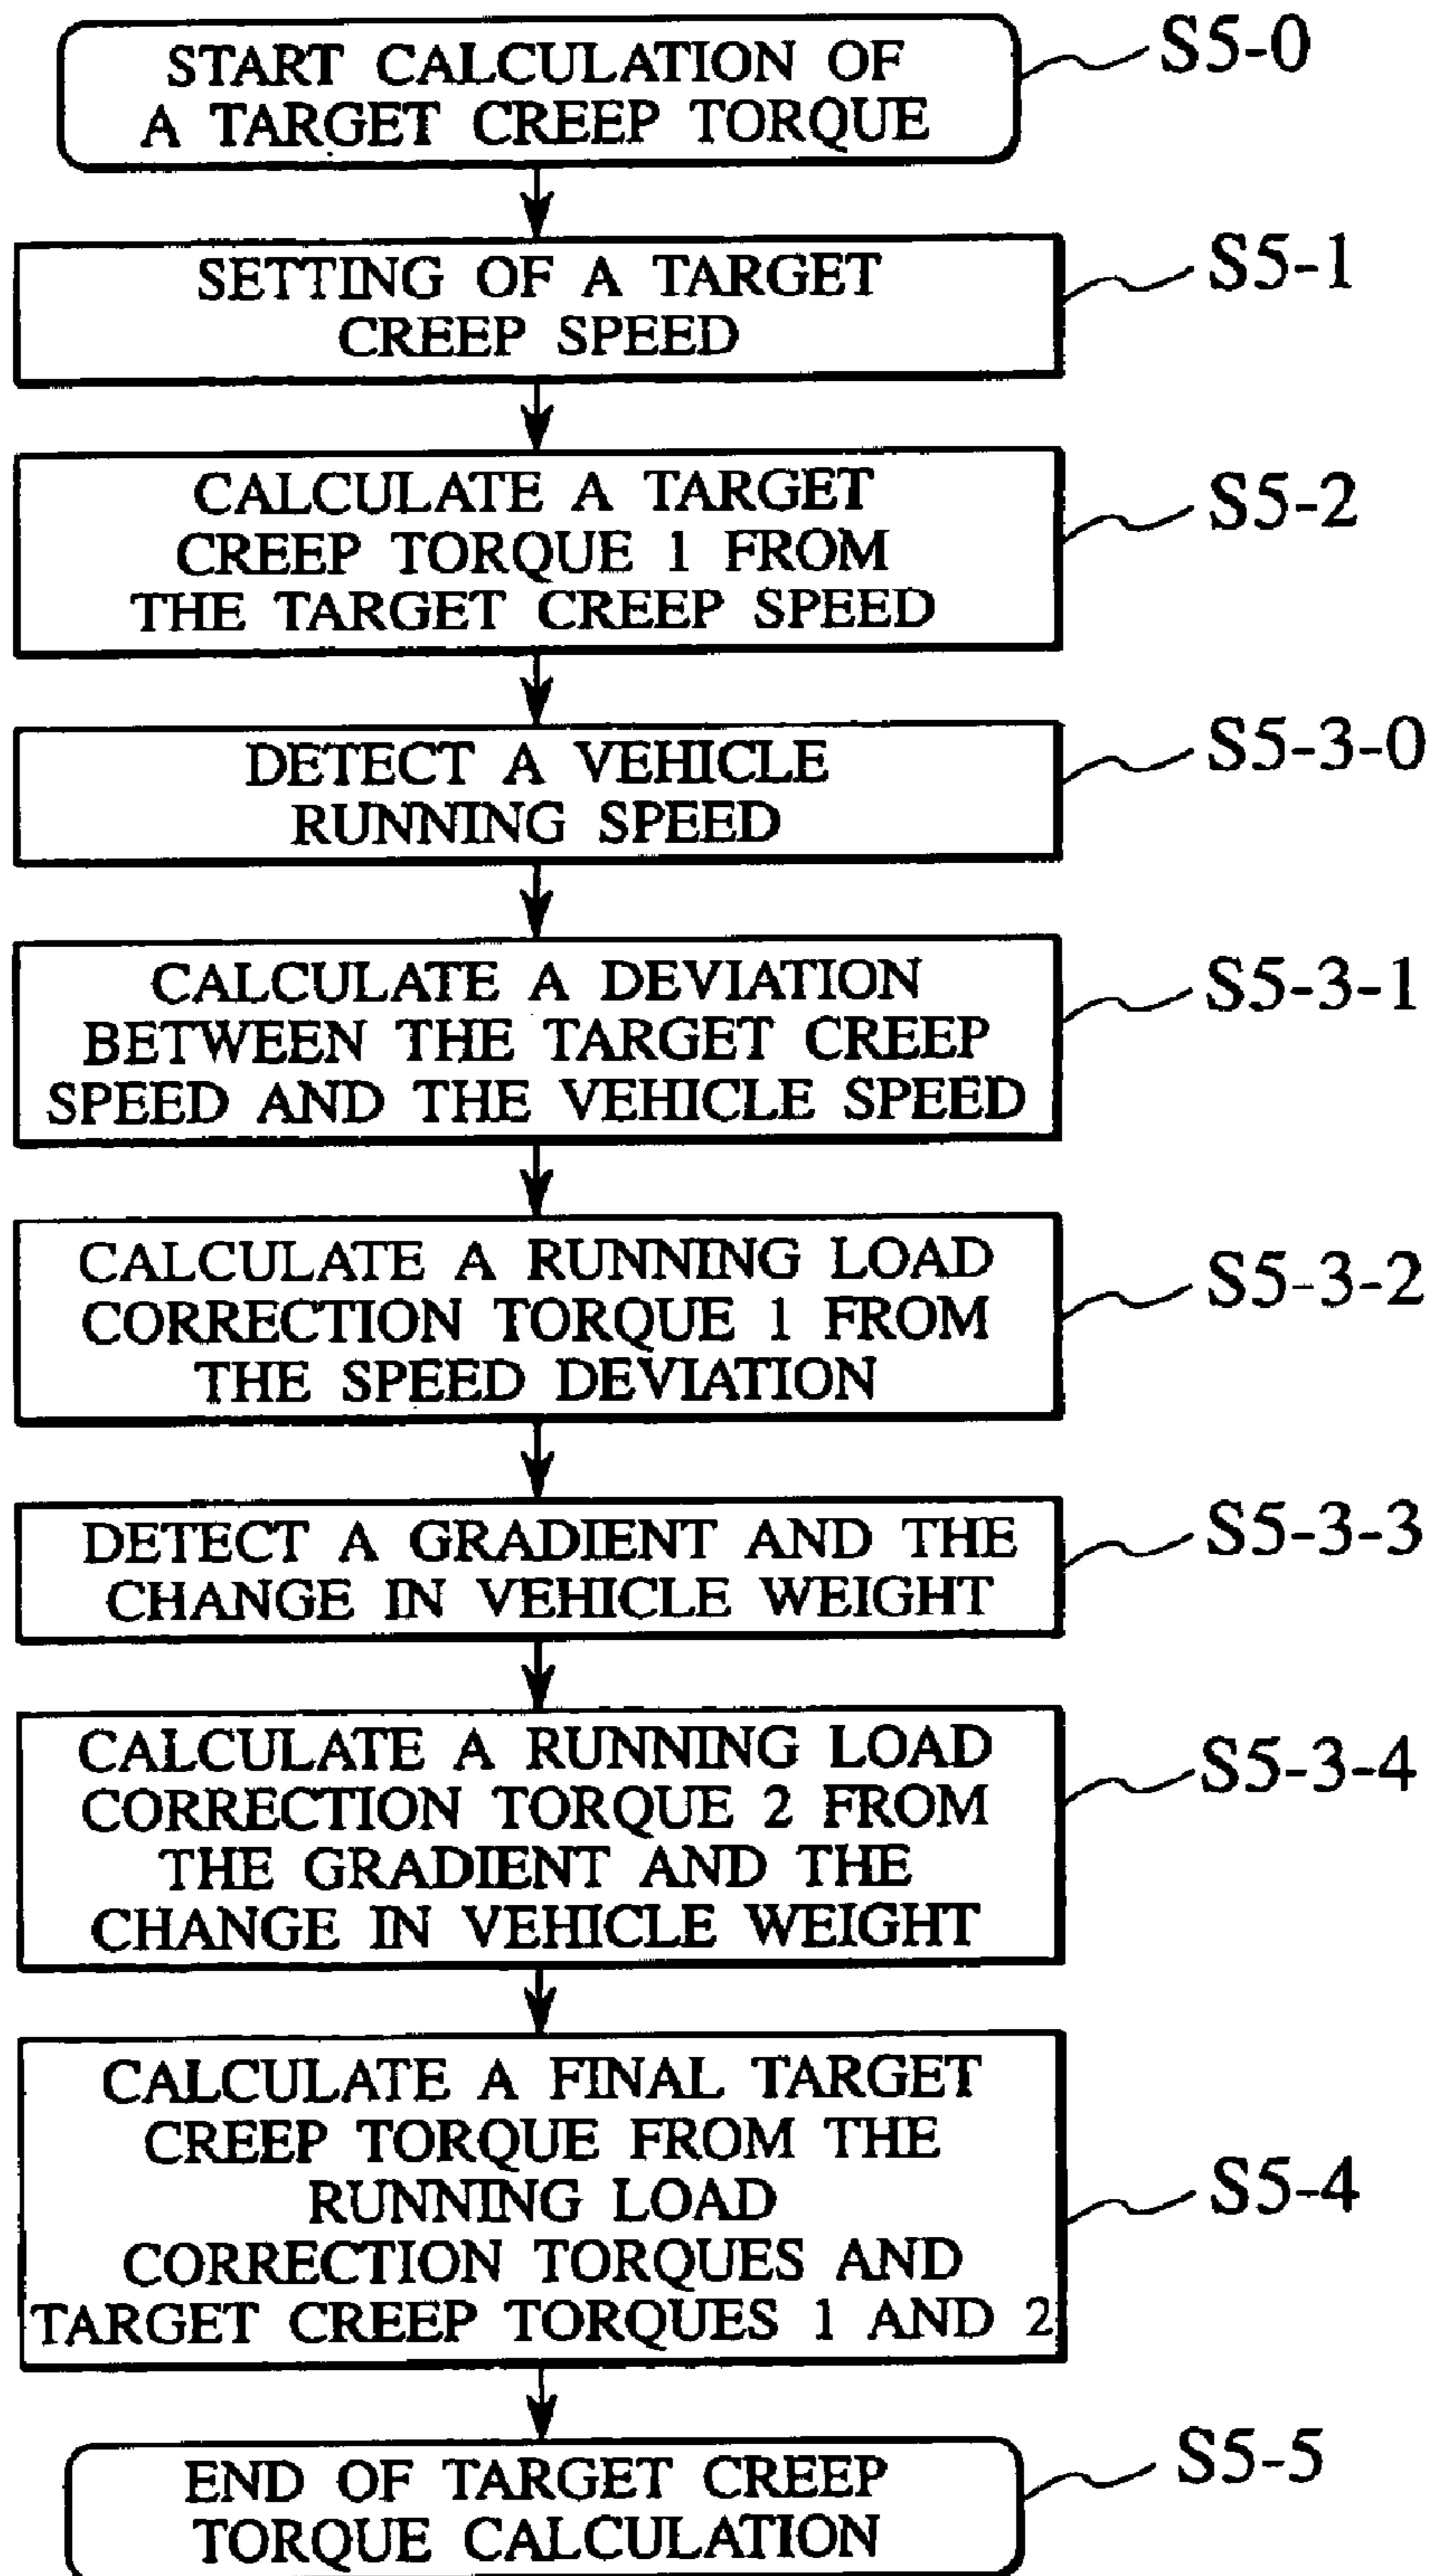 START CALCULATION OF
A TARGET CREEP TORQUE
S5-0
SETTING OF A TARGET
CREEP SPEED
S5-1
CALCULATE A TARGET
CREEP TORQUE 1 FROM
THE TARGET CREEP SPEED
S5-2
DETECT A VEHICLE
RUNNING SPEED
S5-3-0
CALCULATE A DEVIATION
BETWEEN THE TARGET CREEP
SPEED AND THE VEHICLE SPEED
S5-3-1
CALCULATE A RUNNING LOAD
CORRECTION TORQUE 1 FROM
THE SPEED DEVIATION
S5-3-2
DETECT A GRADIENT AND THE
CHANGE IN VEHICLE WEIGHT
S5-3-3
CALCULATE A RUNNING LOAD
CORRECTION TORQUE 2 FROM
THE GRADIENT AND THE
CHANGE IN VEHICLE WEIGHT
S5-3-4
CALCULATE A FINAL TARGET
CREEP TORQUE FROM THE
RUNNING LOAD
CORRECTION TORQUES AND
TARGET CREEP TORQUES 1 AND 2
S5-4
END OF TARGET CREEP
TORQUE CALCULATION
S5-5